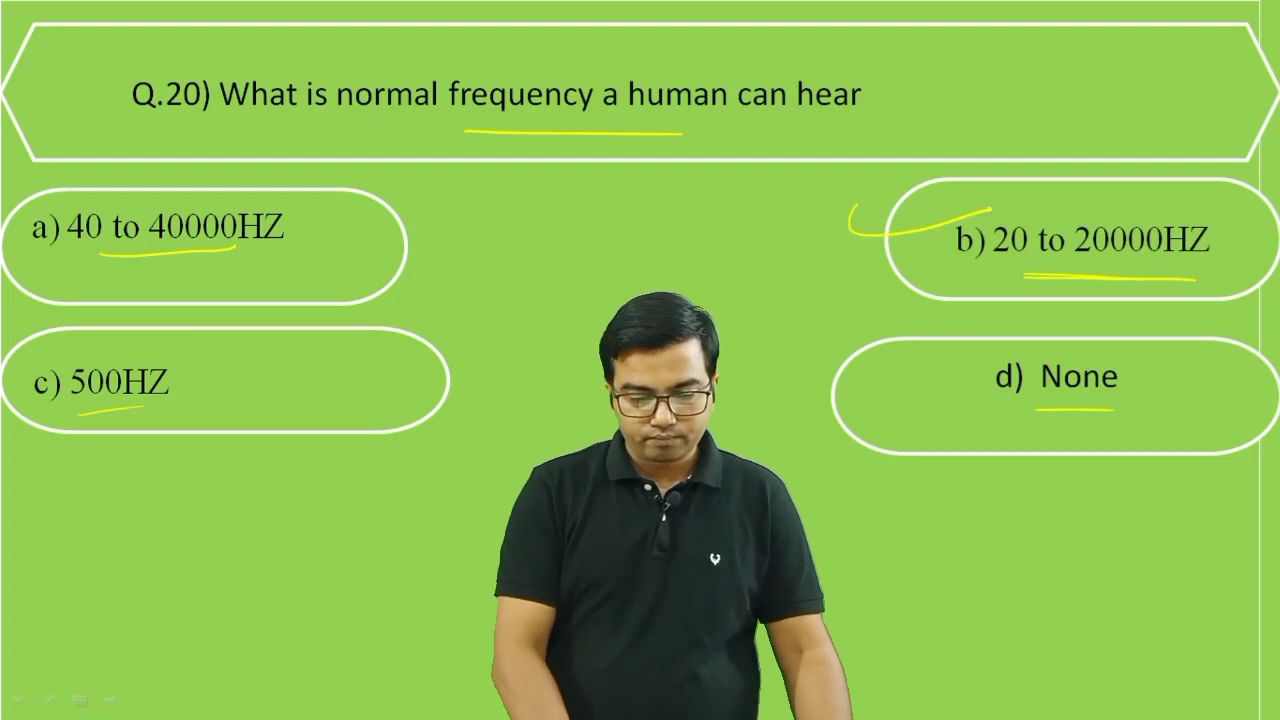 Q.20) What is normal frequency a human can hear
a) 40 to 40000HZ
b) 20 to 20000HZ
c) 500HZ
d) None